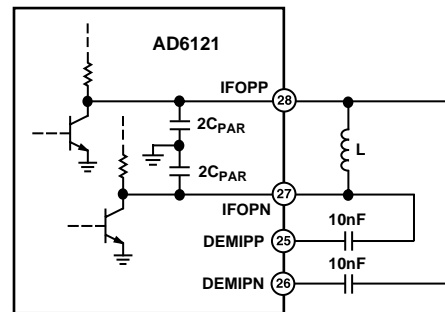 AD6121
IFOPP
28
2CPAR
L
2CPAR
27
IFOPN
10nF
DEMIPP
25
10nF
DEMIPN
26